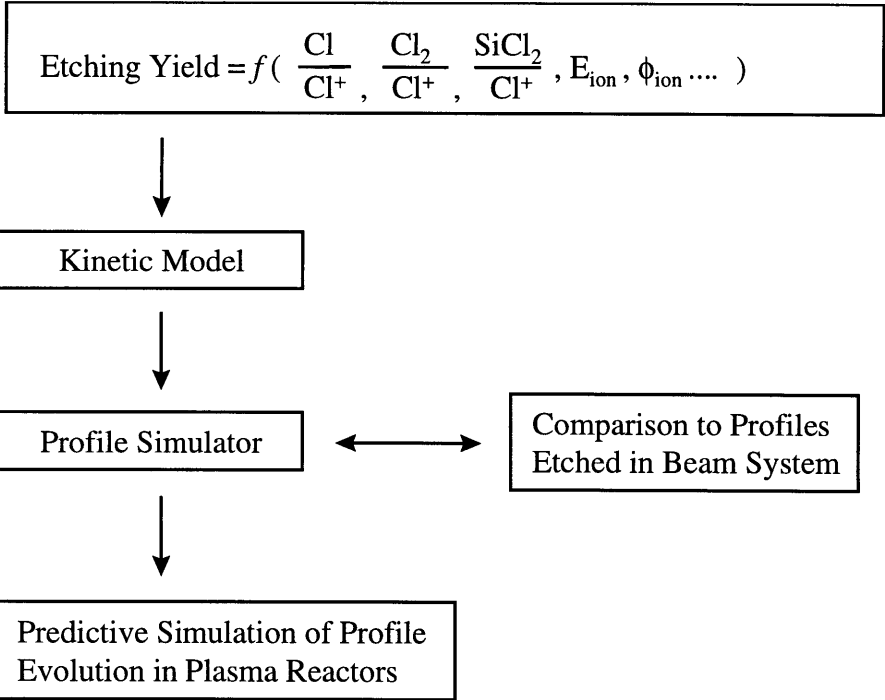 Etching Yield = f ( Cl/Cl⁺ , Cl₂/Cl⁺ , SiCl₂/Cl⁺ , E_ion , ϕ_ion .... )
Kinetic Model
Profile Simulator
Comparison to Profiles
Etched in Beam System
Predictive Simulation of Profile
Evolution in Plasma Reactors